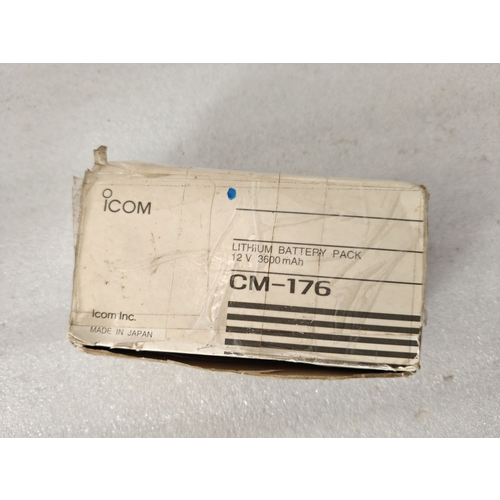 ICOM
LITHIUM BATTERY PACK
12 V 3600 mAh
CM-176
Icom Inc.
MADE IN JAPAN